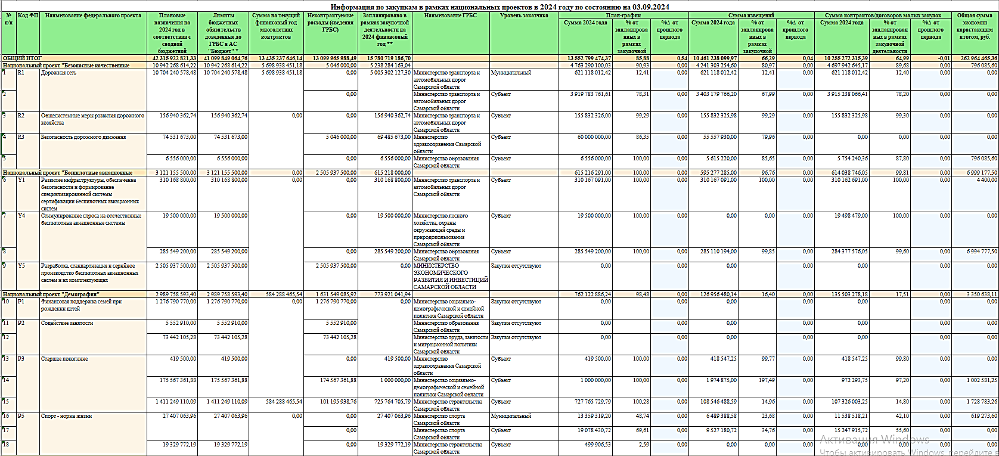 Информация по закупкам в рамках национальных проектов в 2024 году по состоянию на 03.09.2024
№ п/п Код ФП Наименование федерального проекта Плановые назначения на 2024 год в соответствии с сводной бюджетной Лимиты бюджетных обязательств доведенные до ГРБС в АС "Бюджет" * Сумма на текущий финансовый год многолетних контрактов Неконтрактуемые расходы (сведения ГРБС) Запланировано в рамках закупочной деятельности на 2024 финансовый год ** Наименование ГРБС Уровень заказчика План-график Сумма извещений Сумма контрактов/договоров малых закупок Общая сумма экономии нарастающим итогом, руб.
Сумма 2024 года % от запланирова нных в рамках закупочной %Δ от прошлого периода Сумма 2024 года % от запланирова нных в рамках закупочной %Δ от прошлого периода Сумма 2024 года % от запланирован ных в рамках закупочной деятельности %Δ от прошлого периода
ОБЩИЙ ИТОГ 42 315 922 821,33 41 099 849 064,76 13 435 237 646,14 13 099 965 988,49 15 780 719 186,70 13 552 799 474,37 85,88 0,54 10 461 238 099,97 66,29 0,04 10 255 272 315,39 64,99 -0,01 262 964 465,36
Национальный проект "Безопасные качественные 10 942 268 614,22 10 942 268 614,22 5 698 938 451,18 5 046 000,00 5 238 284 163,04 4 763 290 100,03 90,93 0,00 4 241 303 254,60 80,97 0,00 4 697 942 645,17 89,68 0,00 796 085,60
1 R1 Дорожная сеть 10 704 240 578,48 10 704 240 578,48 5 698 938 451,18 0,00 5 005 302 127,30 Министерство транспорта и автомобильных дорог Самарской области Муниципальный 621 118 012,42 12,41 0,00 621 118 012,42 12,41 0,00 621 118 012,42 12,40 0,00 0,00
2 0,00 Министерство транспорта и автомобильных дорог Самарской области Субъект 3 919 783 761,61 78,31 0,00 3 403 179 766,20 67,99 0,00 3 915 238 066,41 78,20 0,00 0,00
3 R2 Общесистемные меры развития дорожного хозяйства 156 940 362,74 156 940 362,74 0,00 0,00 156 940 362,74 Министерство транспорта и автомобильных дорог Самарской области Субъект 155 832 326,00 99,29 0,00 155 832 325,98 99,29 0,00 155 832 325,98 99,30 0,00 0,00
4 R3 Безопасность дорожного движения 74 531 673,00 74 531 673,00 5 046 000,00 69 485 673,00 Министерство здравоохранения Самарской области Субъект 60 000 000,00 86,35 0,00 55 557 930,00 79,96 0,00 0,00 0,00 0,00 0,00
5 6 556 000,00 6 556 000,00 0,00 6 556 000,00 Министерство образования Самарской области Субъект 6 556 000,00 100,00 0,00 5 615 220,00 85,65 0,00 5 754 240,36 87,80 0,00 796 085,60
Национальный проект "Беспилотные авиационные 3 121 155 500,00 3 121 155 500,00 0,00 2 505 937 500,00 615 218 000,00 615 216 291,00 100,00 0,00 595 277 285,00 96,76 0,00 614 038 746,05 99,81 0,00 6 999 177,50
6 Y1 Развитие инфраструктуры, обеспечение безопасности и формирование специализированной системы сертификации беспилотных авиационных систем 310 168 800,00 310 168 800,00 0,00 0,00 310 168 800,00 Министерство транспорта и автомобильных дорог Самарской области Субъект 310 167 091,00 100,00 0,00 310 167 091,00 100,00 0,00 310 162 691,00 100,00 0,00 4 400,00
7 Y4 Стимулирование спроса на отечественные беспилотные авиационные системы 19 500 000,00 19 500 000,00 0,00 19 500 000,00 Министерство лесного хозяйства, охраны окружающей среды и природопользования Самарской области Субъект 19 500 000,00 100,00 0,00 0,00 0,00 0,00 19 498 479,00 100,00 0,00 0,00
8 285 549 200,00 285 549 200,00 0,00 285 549 200,00 Министерство образования Самарской области Субъект 285 549 200,00 100,00 0,00 285 110 194,00 99,85 0,00 284 377 576,05 99,60 0,00 6 994 777,50
9 Y5 Разработка, стандартизация и серийное производство беспилотных авиационных систем и их комплектующих 2 505 937 500,00 2 505 937 500,00 2 505 937 500,00 0,00 МИНИСТЕРСТВО ЭКОНОМИЧЕСКОГО РАЗВИТИЯ И ИНВЕСТИЦИЙ САМАРСКОЙ ОБЛАСТИ Закупки отсутствуют 0,00 0,00 0,00 0,00 0,00 0,00 0,00
Национальный проект "Демография" 2 989 758 593,40 2 989 758 593,40 584 288 465,54 1 631 549 085,92 773 921 041,94 762 122 886,24 98,48 0,00 126 956 480,14 16,40 0,00 135 503 278,18 17,51 0,00 3 350 638,11
10 P1 Финансовая поддержка семей при рождении детей 1 276 790 770,00 1 276 790 770,00 0,00 1 276 790 770,00 0,00 Министерство социально-демографической и семейной политики Самарской области Закупки отсутствуют 0,00 0,00 0,00 0,00 0,00 0,00 0,00
11 P2 Содействие занятости 5 552 910,00 5 552 910,00 5 552 910,00 Министерство образования Самарской области Закупки отсутствуют 0,00 0,00 0,00 0,00 0,00 0,00 0,00
12 73 442 105,28 73 442 105,28 73 442 105,28 Министерство труда, занятости и миграционной политики Самарской области Закупки отсутствуют 0,00 0,00 0,00 0,00 0,00 0,00 0,00
13 P3 Старшее поколение 419 500,00 419 500,00 0,00 419 500,00 Министерство здравоохранения Самарской области Субъект 419 500,00 100,00 0,00 418 547,25 99,77 0,00 418 547,25 99,80 0,00 0,00
14 175 567 361,88 175 567 361,88 174 567 361,88 1 000 000,00 Министерство социально-демографической и семейной политики Самарской области Субъект 1 000 000,00 100,00 0,00 1 974 875,00 197,49 0,00 972 293,75 97,20 0,00 1 002 581,25
15 1 411 249 110,09 1 411 249 110,09 584 288 465,54 101 195 938,76 725 764 705,79 Министерство строительства Самарской области Субъект 727 765 729,79 100,28 0,00 108 546 488,59 14,96 0,00 107 326 003,25 14,80 0,00 1 728 783,26
16 P5 Спорт - норма жизни 27 407 063,96 27 407 063,96 0,00 0,00 27 407 063,96 Министерство спорта Самарской области Муниципальный 13 359 319,20 48,74 0,00 6 489 388,58 23,68 0,00 11 538 518,21 42,10 0,00 619 273,60
17 0,00 Министерство спорта Самарской области Субъект 19 078 430,72 69,61 0,00 9 527 180,72 34,76 0,00 15 247 915,72 55,60 0,00 0,00
18 19 329 772,19 19 329 772,19 0,00 19 329 772,19 Министерство строительства Самарской области Субъект 499 906,53 2,59 0,00 0,00 0,00 0,00 0,00 0,00 0,00 0,00
Активация Windows
Чтобы активировать Windows, перейдите в